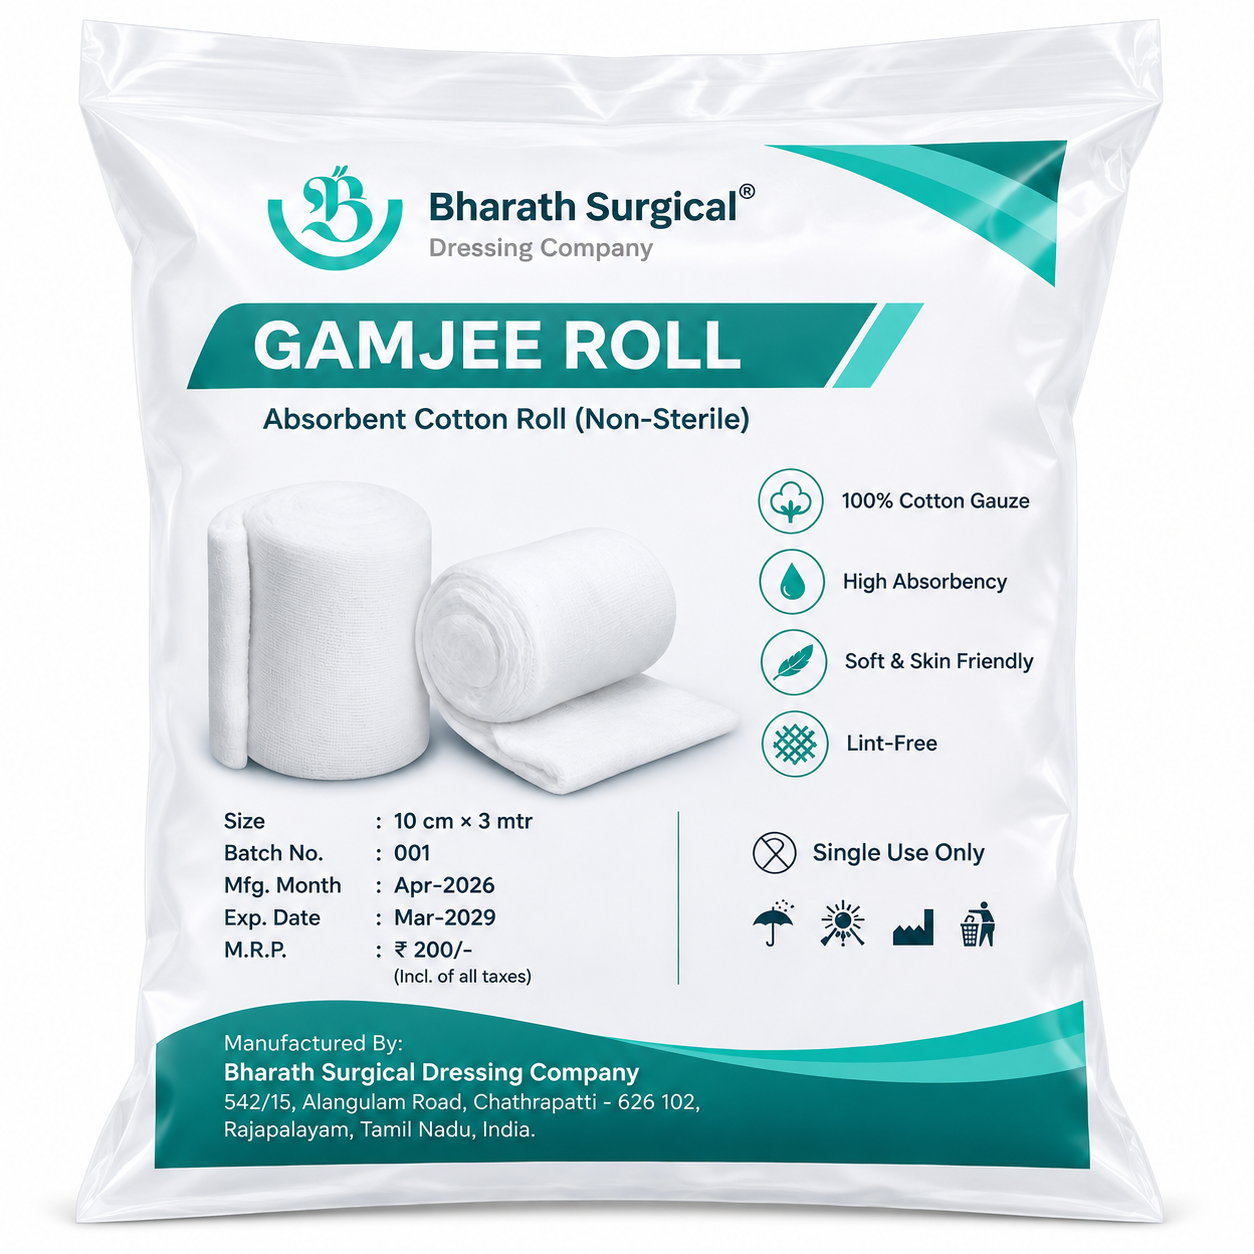 Bharath Surgical®
Dressing Company
GAMJEE ROLL
Absorbent Cotton Roll (Non-Sterile)
100% Cotton Gauze
High Absorbency
Soft & Skin Friendly
Lint-Free
Size : 10 cm × 3 mtr
Batch No. : 001
Mfg. Month : Apr-2026
Exp. Date : Mar-2029
M.R.P. : ₹ 200/-
(Incl. of all taxes)
Single Use Only
Manufactured By:
Bharath Surgical Dressing Company
542/15, Alangulam Road, Chathrapatti - 626 102,
Rajapalayam, Tamil Nadu, India.